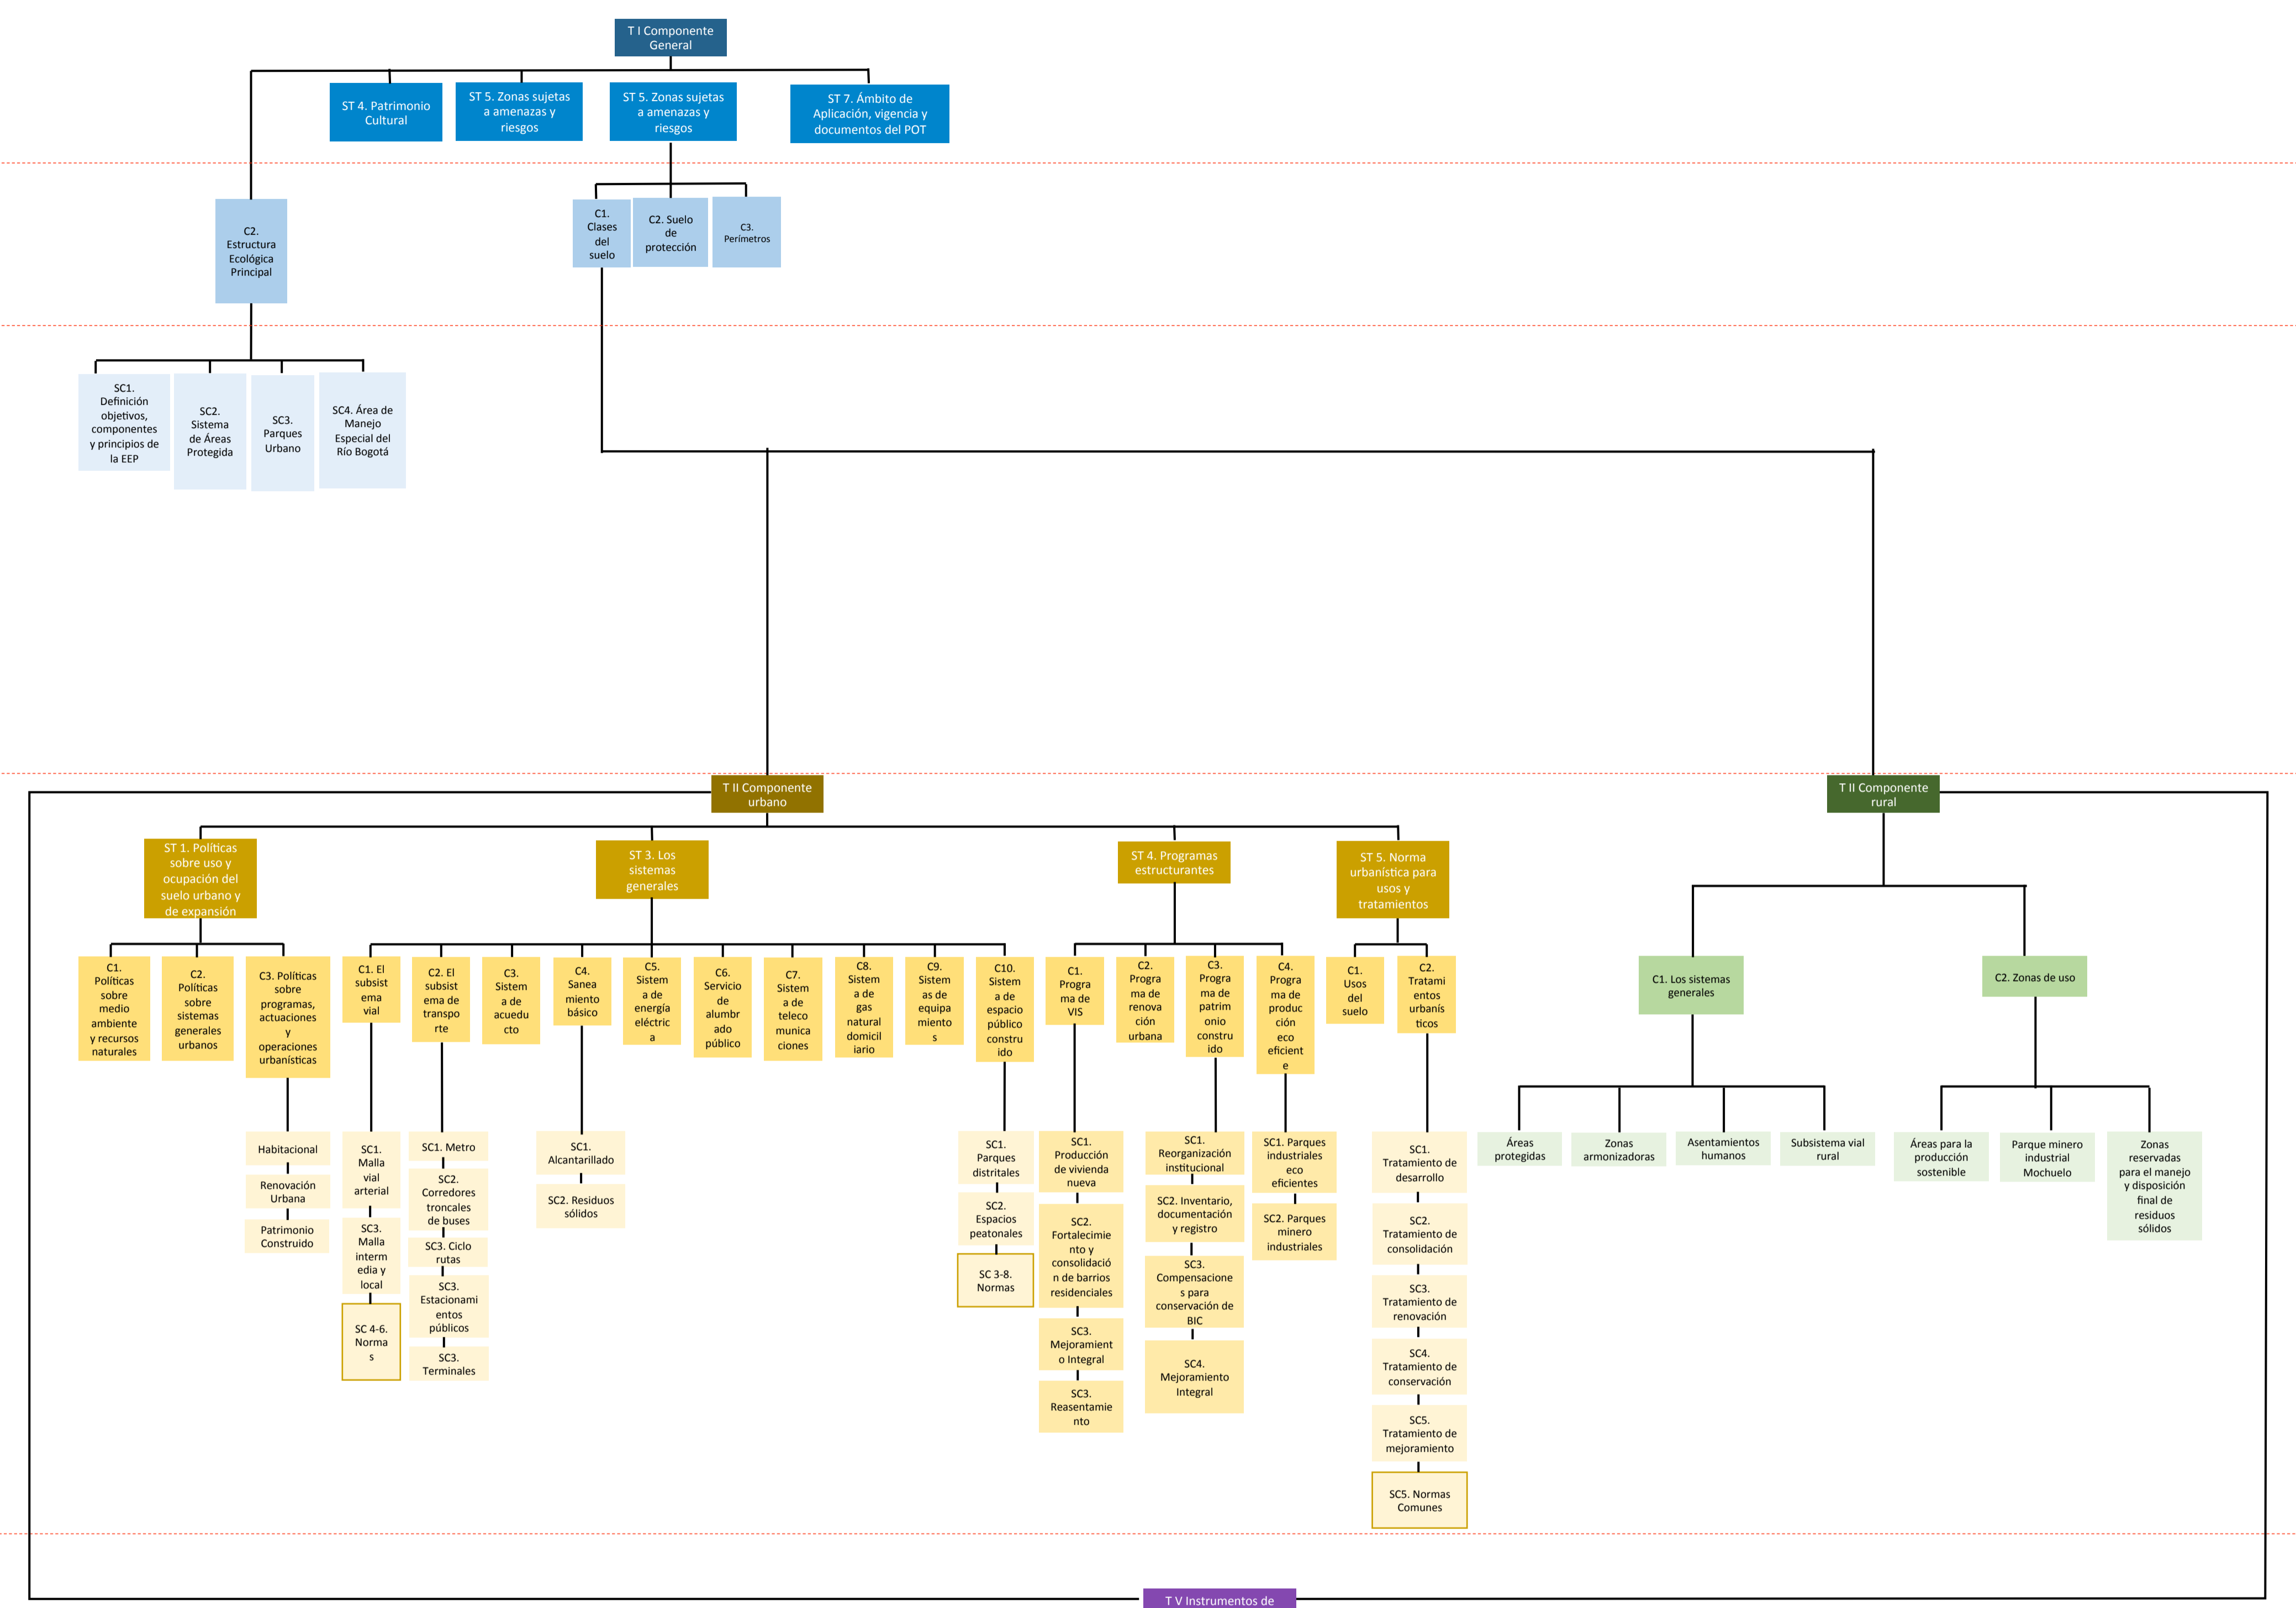 T I Componente
General
ST 4. Patrimonio
Cultural
ST 5. Zonas sujetas
a amenazas y
riesgos
ST 5. Zonas sujetas
a amenazas y
riesgos
ST 7. Ámbito de
Aplicación, vigencia y
documentos del POT
C2.
Estructura
Ecológica
Principal
C1.
Clases
del
suelo
C2. Suelo
de
protección
C3.
Perímetros
SC1.
Definición
objetivos,
componentes
y principios de
la EEP
SC2.
Sistema
de Áreas
Protegida
SC3.
Parques
Urbano
SC4. Área de
Manejo
Especial del
Río Bogotá
T II Componente
urbano
T II Componente
rural
ST 1. Políticas
sobre uso y
ocupación del
suelo urbano y
de expansión
ST 3. Los
sistemas
generales
ST 4. Programas
estructurantes
ST 5. Norma
urbanística para
usos y
tratamientos
C1.
Políticas
sobre
medio
ambiente
y recursos
naturales
C2.
Políticas
sobre
sistemas
generales
urbanos
C3. Políticas
sobre
programas,
actuaciones
y
operaciones
urbanísticas
C1. El
subsist
ema
vial
C2. El
subsist
ema de
transpo
rte
C3.
Sistem
a de
acuedu
cto
C4.
Sanea
miento
básico
C5.
Sistem
a de
energía
eléctric
a
C6.
Servicio
de
alumbr
ado
público
C7.
Sistem
a de
teleco
munica
ciones
C8.
Sistem
a de
gas
natural
domicil
iario
C9.
Sistem
as de
equipa
miento
s
C10.
Sistem
a de
espacio
público
constru
ido
C1.
Progra
ma de
VIS
C2.
Progra
ma de
renova
ción
urbana
C3.
Progra
ma de
patrim
onio
constru
ido
C4.
Progra
ma de
produc
ción
eco
eficient
e
C1.
Usos
del
suelo
C2.
Tratami
entos
urbanís
ticos
C1. Los sistemas
generales
C2. Zonas de uso
Habitacional
Renovación
Urbana
Patrimonio
Construido
SC1.
Malla
vial
arterial
SC3.
Malla
interm
edia y
local
SC 4-6.
Norma
s
SC1. Metro
SC2.
Corredores
troncales
de buses
SC3. Ciclo
rutas
SC3.
Estacionami
entos
públicos
SC3.
Terminales
SC1.
Alcantarillado
SC2. Residuos
sólidos
SC1.
Parques
distritales
SC2.
Espacios
peatonales
SC 3-8.
Normas
SC1.
Producción
de vivienda
nueva
SC2.
Fortalecimie
nto y
consolidació
n de barrios
residenciales
SC3.
Mejoramient
o Integral
SC3.
Reasentamie
nto
SC1.
Reorganización
institucional
SC2. Inventario,
documentación
y registro
SC3.
Compensacione
s para
conservación de
BIC
SC4.
Mejoramiento
Integral
SC1. Parques
industriales
eco
eficientes
SC2. Parques
minero
industriales
SC1.
Tratamiento de
desarrollo
SC2.
Tratamiento de
consolidación
SC3.
Tratamiento de
renovación
SC4.
Tratamiento de
conservación
SC5.
Tratamiento de
mejoramiento
SC5. Normas
Comunes
Áreas
protegidas
Zonas
armonizadoras
Asentamientos
humanos
Subsistema vial
rural
Áreas para la
producción
sostenible
Parque minero
industrial
Mochuelo
Zonas
reservadas
para el manejo
y disposición
final de
residuos
sólidos
T V Instrumentos de